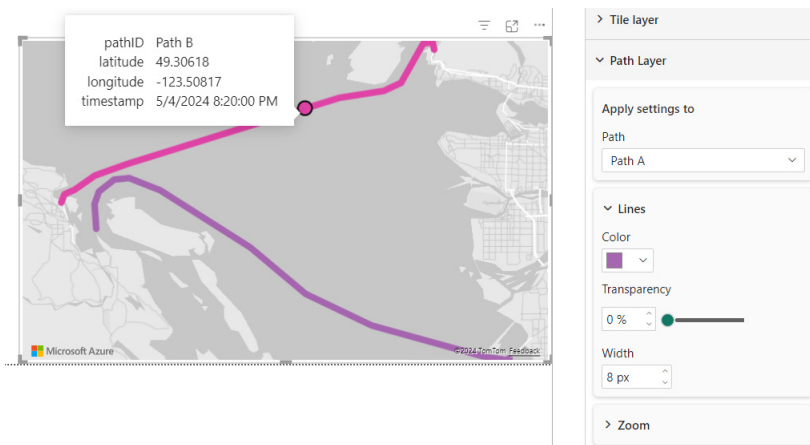 pathID Path B
latitude 49.30618
longitude -123.50817
timestamp 5/4/2024 8:20:00 PM
Microsoft Azure
©2024 TomTom Feedback
Tile layer
Path Layer
Apply settings to
Path
Path A
Lines
Color
Transparency
0 %
Width
8 px
Zoom